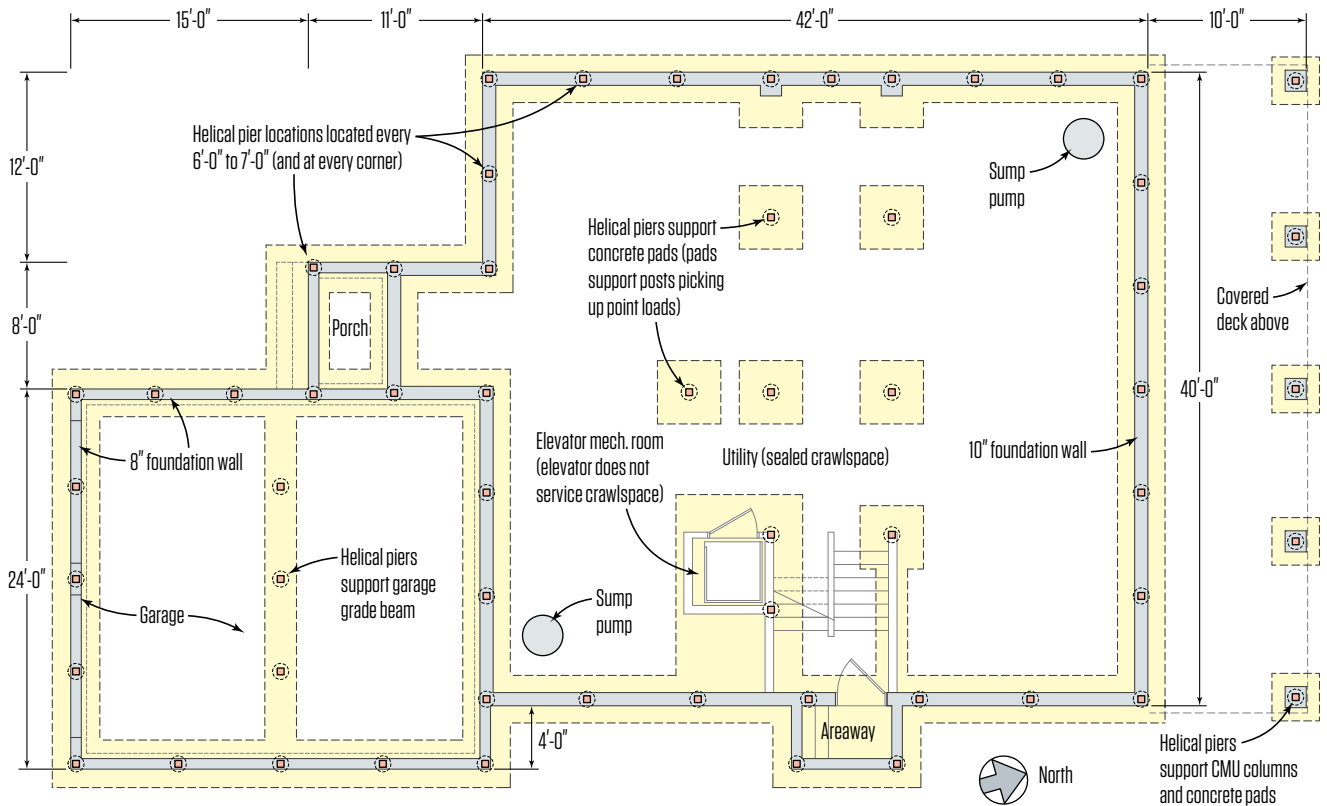 15'-0"
11'-0"
42'-0"
10'-0"
12'-0"
8'-0"
24'-0"
Helical pier locations located every
6'-0" to 7'-0" (and at every corner)
Sump
pump
Helical piers support
concrete pads (pads
support posts picking
up point loads)
Covered
deck above
Porch
40'-0"
8" foundation wall
Elevator mech. room
(elevator does not
service crawlspace)
Utility (sealed crawlspace)
10" foundation wall
Helical piers
support garage
grade beam
Garage
Sump
pump
4'-0"
Areaway
North
Helical piers
support CMU columns
and concrete pads